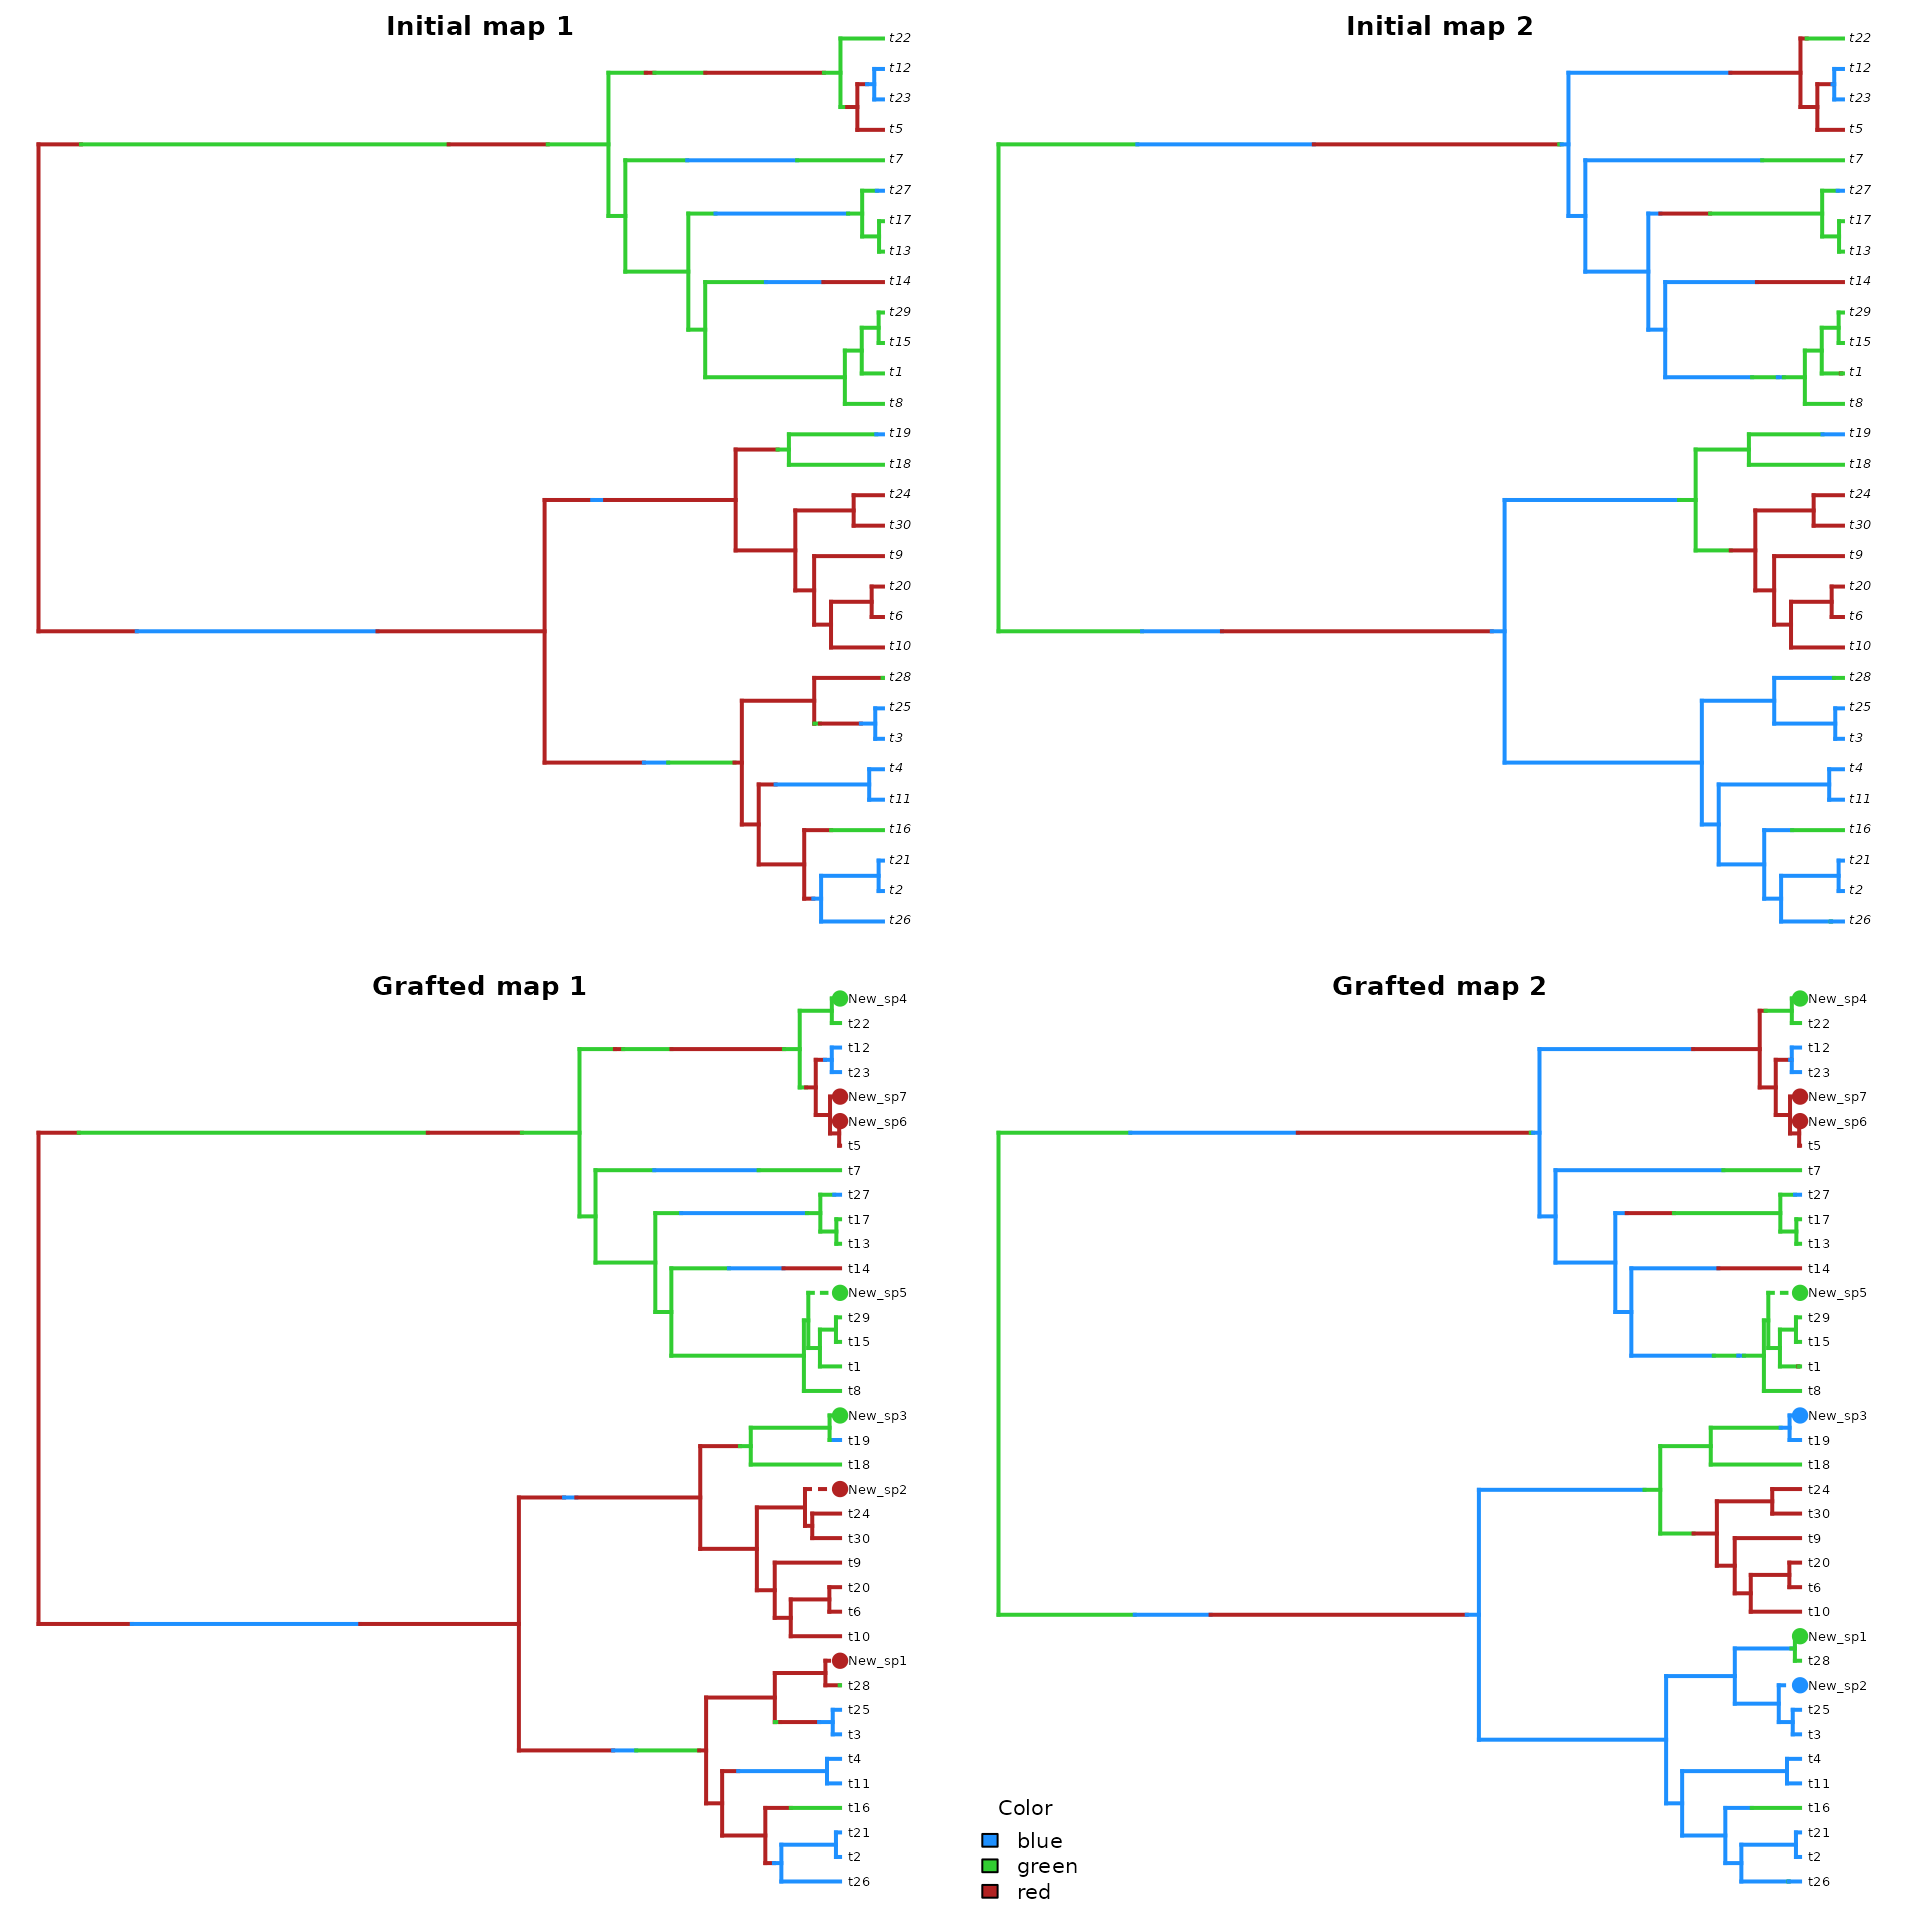 Initial map 1
t22
t12
t23
t5
t7
t27
t17
t13
t14
t29
t15
t1
t8
t19
t18
t24
t30
t9
t20
t6
t10
t28
t25
t3
t4
t11
t16
t21
t2
t26
Initial map 2
t22
t12
t23
t5
t7
t27
t17
t13
t14
t29
t15
t1
t8
t19
t18
t24
t30
t9
t20
t6
t10
t28
t25
t3
t4
t11
t16
t21
t2
t26
Grafted map 1
New_sp4
t22
t12
t23
New_sp7
New_sp6
t5
t7
t27
t17
t13
t14
New_sp5
t29
t15
t1
t8
New_sp3
t19
t18
New_sp2
t24
t30
t9
t20
t6
t10
New_sp1
t28
t25
t3
t4
t11
t16
t21
t2
t26
Grafted map 2
New_sp4
t22
t12
t23
New_sp7
New_sp6
t5
t7
t27
t17
t13
t14
New_sp5
t29
t15
t1
t8
New_sp3
t19
t18
t24
t30
t9
t20
t6
t10
New_sp1
t28
New_sp2
t25
t3
t4
t11
t16
t21
t2
t26
Color
blue
green
red